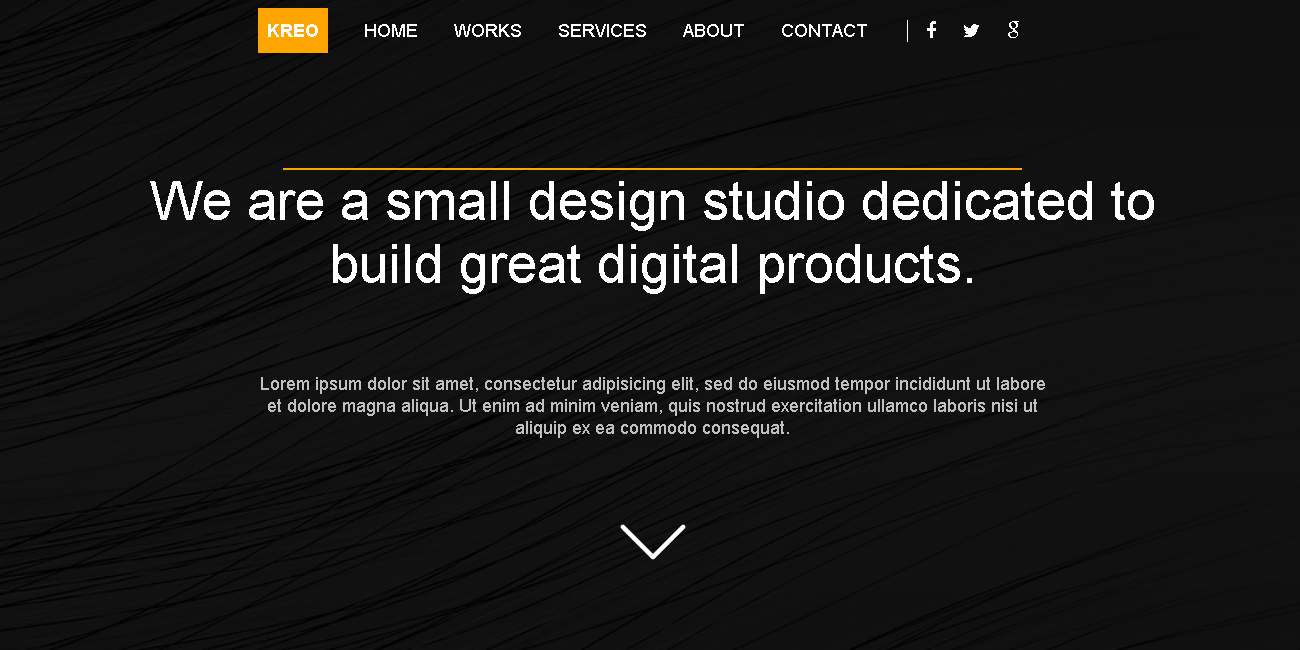 KREO HOME WORKS SERVICES ABOUT CONTACT
We are a small design studio dedicated to
build great digital products.
Lorem ipsum dolor sit amet, consectetur adipisicing elit, sed do eiusmod tempor incididunt ut labore
et dolore magna aliqua. Ut enim ad minim veniam, quis nostrud exercitation ullamco laboris nisi ut
aliquip ex ea commodo consequat.